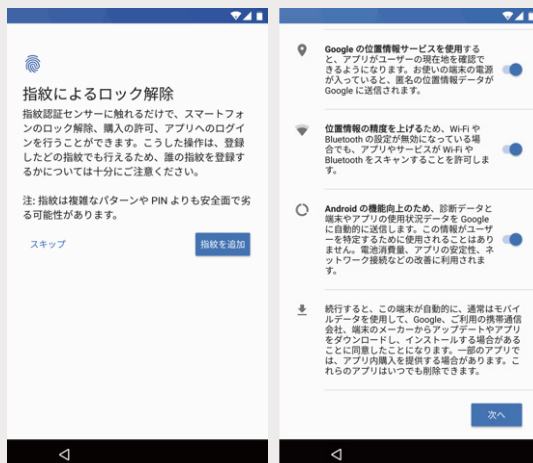 指紋によるロック解除
指紋認証センサーに触れるだけで、スマートフォ
ンのロック解除、購入の許可、アプリへのログイ
ンを行うことができます。こうした操作は、登録
したどの指紋でも行えるため、誰の指紋を登録す
るかについては十分にご注意ください。
注: 指紋は複雑なパターンや PIN よりも安全面で劣
る可能性があります。
スキップ
指紋を追加
Google の位置情報サービスを使用する
と、アプリがユーザーの現在地を確認で
きるようになります。お使いの端末の電源
が入っていると、匿名の位置情報データが
Google に送信されます。
位置情報の精度を上げるため、Wi-Fi や
Bluetooth の設定が無効になっている場
合でも、アプリやサービスが Wi-Fi や
Bluetooth をスキャンすることを許可しま
す。
Android の機能向上のため、診断データと
端末やアプリの使用状況データを Google
に自動的に送信します。この情報がユーザ
ーを特定するために使用されることはあり
ません。電池消費量、アプリの安定性、ネ
ットワーク接続などの改善に利用されま
す。
続行すると、この端末が自動的に、通常はモバイ
ルデータを使用して、Google、ご利用の携帯通信
会社、端末のメーカーからアップデートやアプリ
をダウンロードし、インストールする場合がある
ことに同意したことになります。一部のアプリで
は、アプリ内購入を提供する場合があります。こ
れらのアプリはいつでも削除できます。
次へ